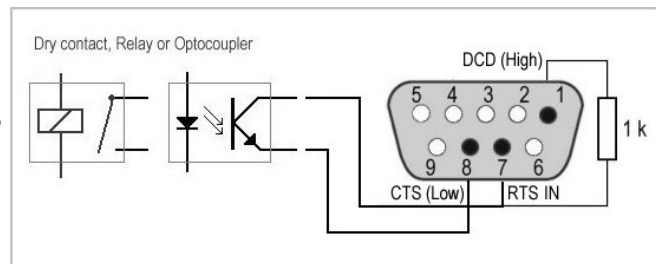 Dry contact, Relay or Optocoupler
DCD (High)
5 4 3 2 1
1 k
9 8 7 6
CTS (Low) RTS IN